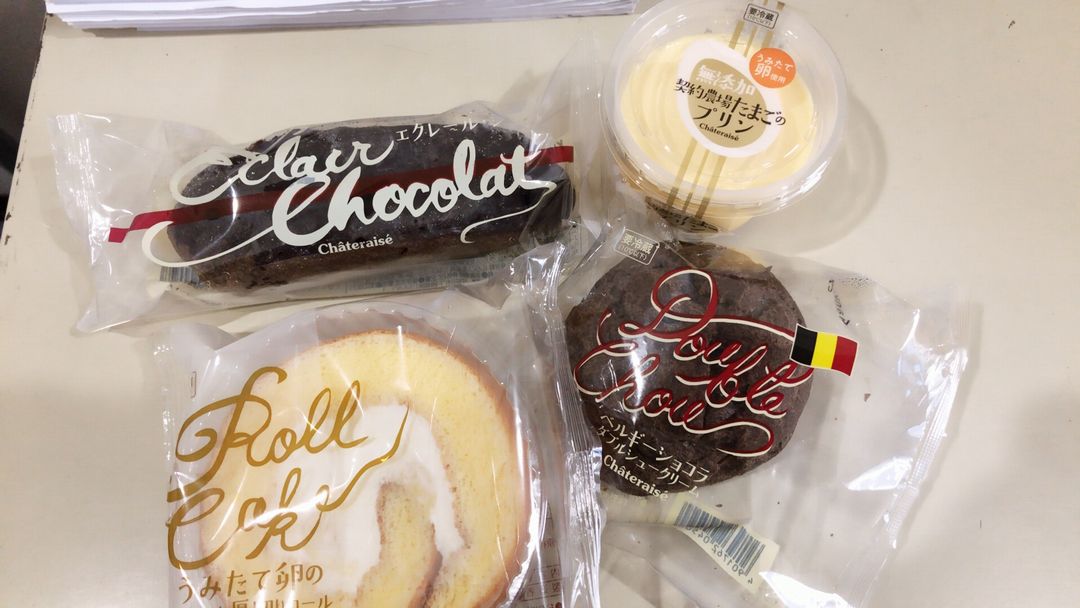 Éclair
エクレール
Chocolat
Châteraisé
要冷蔵
うみたて
卵使用
無添加
契約農場たまごの
プリン
Châteraisé
Roll
Cake
うみたて卵の
要冷蔵
Double
Chou
ベルギーショコラ
ダブルシュークリーム
Châteraisé